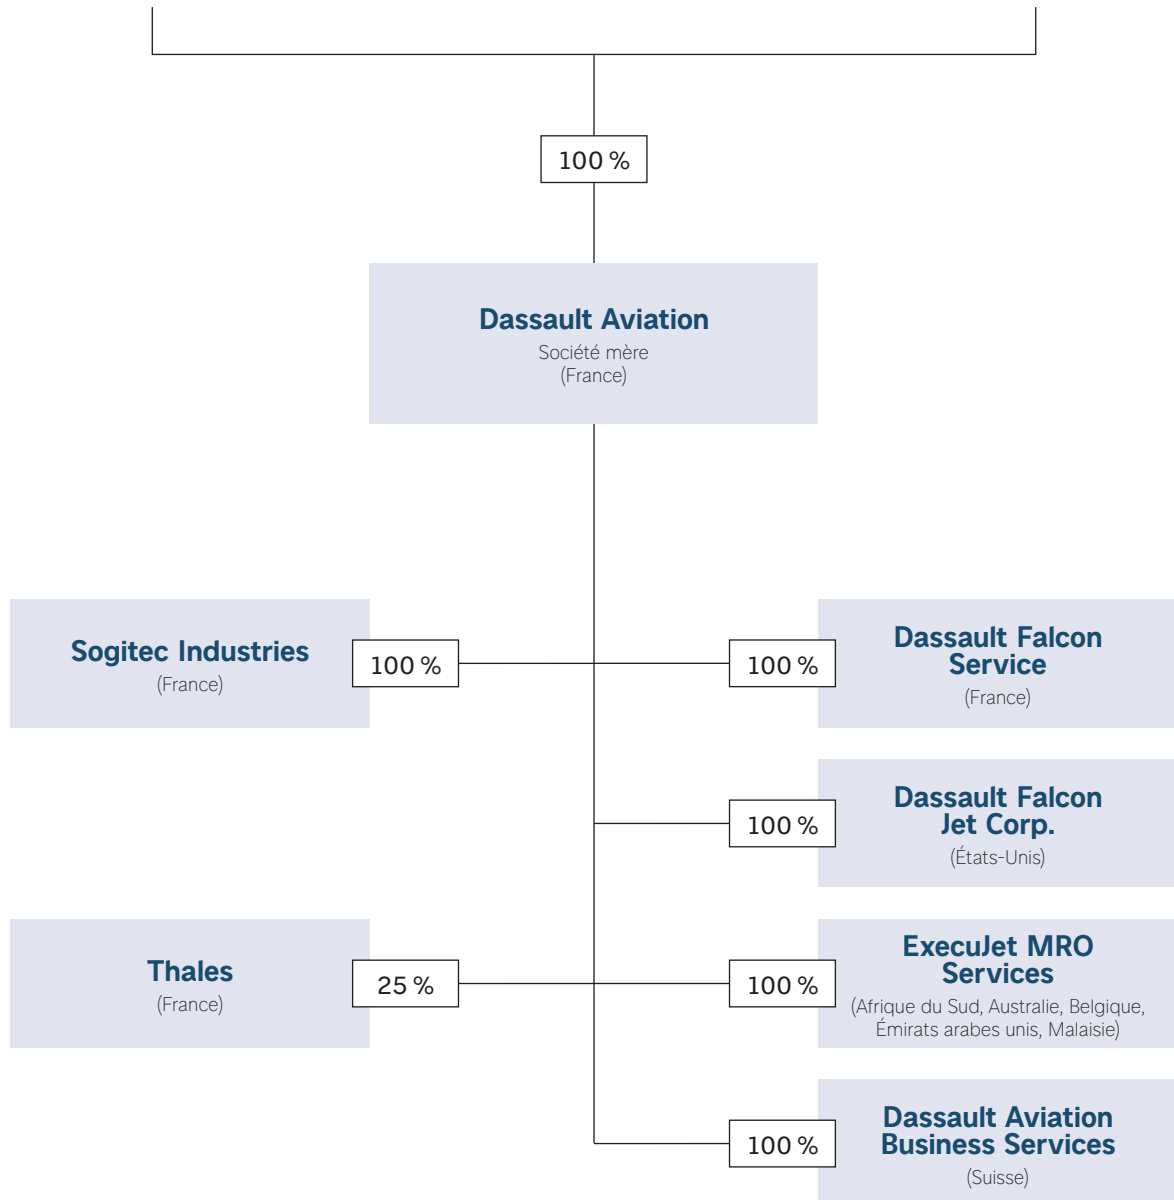 100 %
Dassault Aviation
Société mère
(France)
Sogitec Industries
(France)
100 %
100 %
Dassault Falcon
Service
(France)
100 %
Dassault Falcon
Jet Corp.
(États-Unis)
Thales
(France)
25 %
100 %
ExecuJet MRO
Services
(Afrique du Sud, Australie, Belgique,
Émirats arabes unis, Malaisie)
100 %
Dassault Aviation
Business Services
(Suisse)